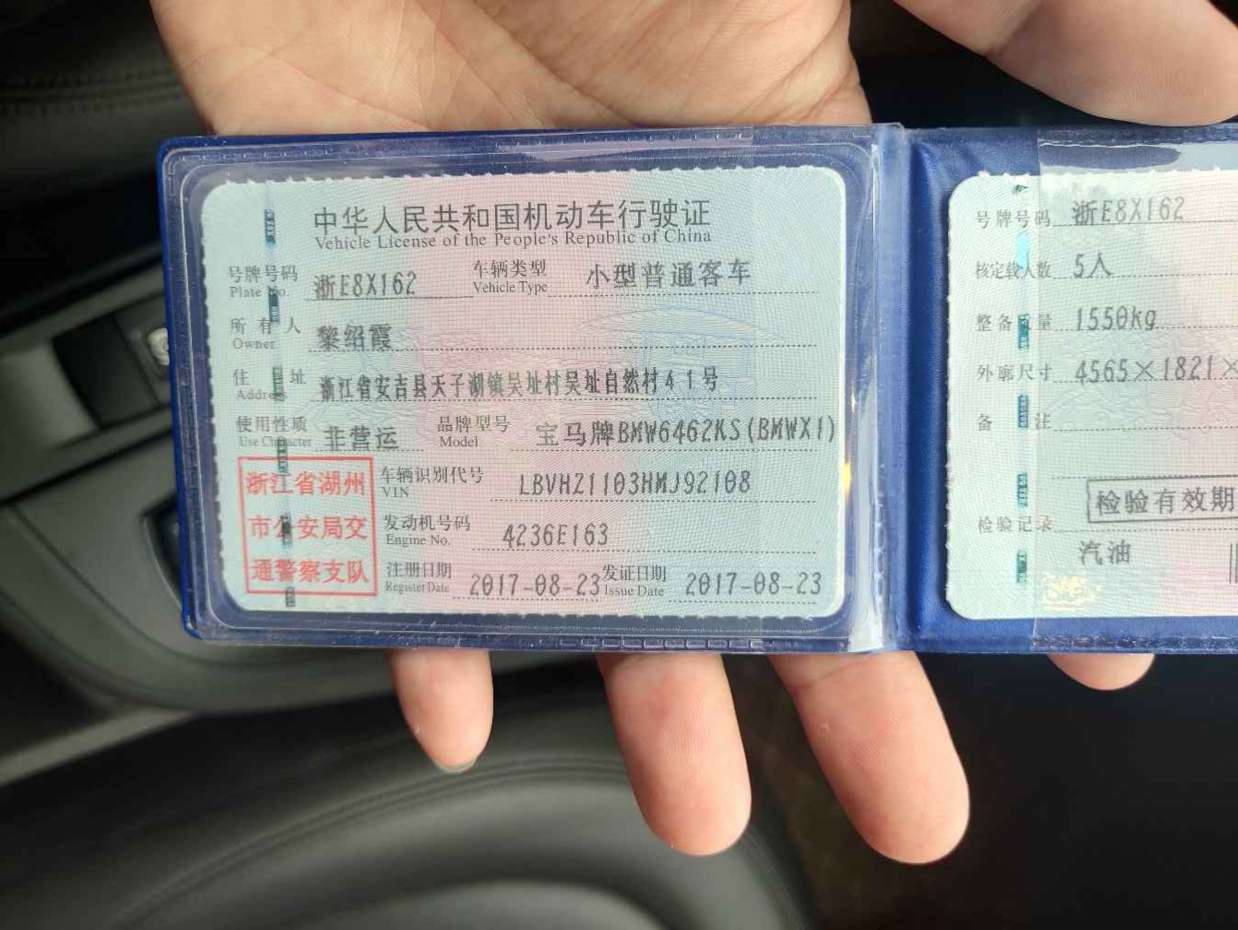 中华人民共和国机动车行驶证
Vehicle License of the People's Republic of China
号牌号码 浙E8X162 车辆类型 小型普通客车
Plate No. Vehicle Type
所有人 黎绍霞
Owner
住址 浙江省安吉县天子湖镇吴址村吴址自然村41号
Address
使用性质 非营运 品牌型号 宝马牌BMW6462KS(BMWX1)
Use Character Model
浙江省湖州
市公安局交
通警察支队
车辆识别代号 LBVHZ1103HMJ92108
VIN
发动机号码 4236E163
Engine No.
注册日期 2017-08-23 发证日期 2017-08-23
Register Date Issue Date
号牌号码 浙E8X162
核定载人数 5人
整备质量 1550kg
外廓尺寸 4565×1821×
备注
检验有效期
检验记录
汽油